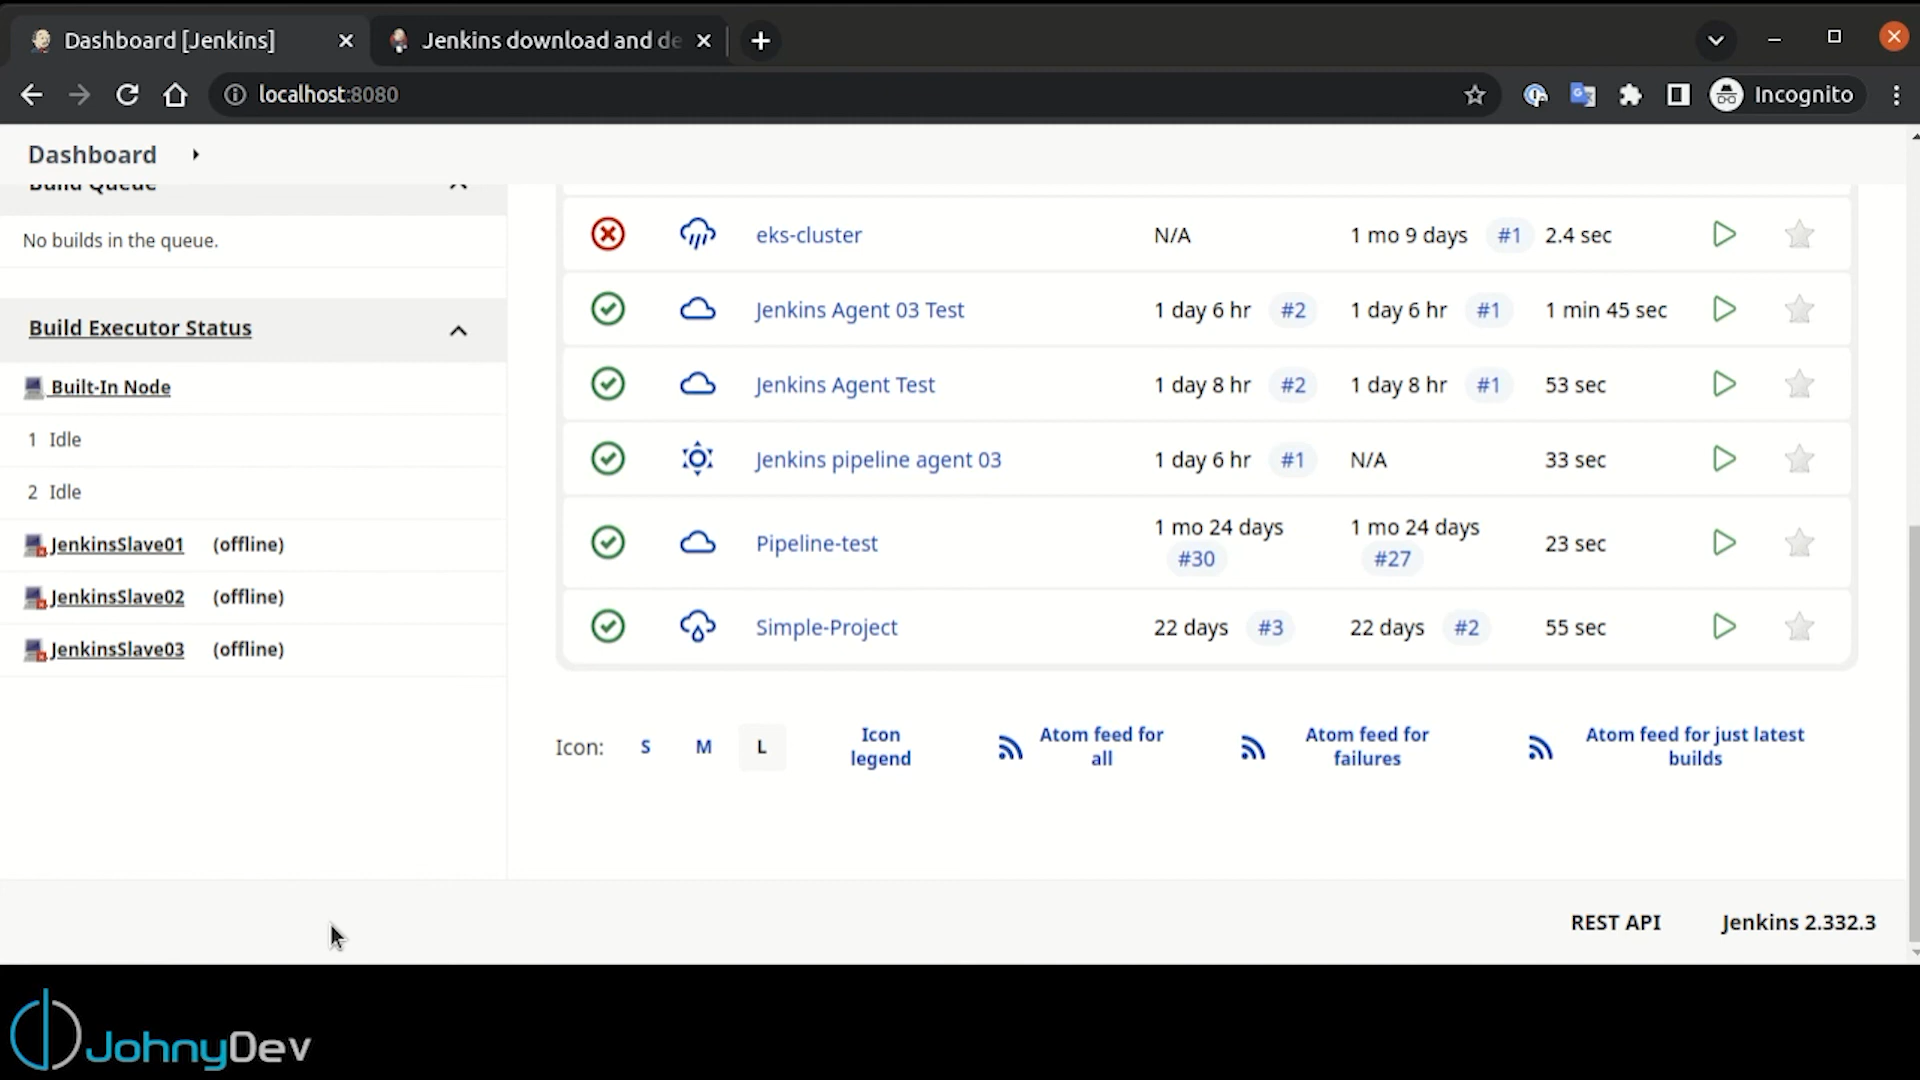 Dashboard [Jenkins]
Jenkins download and de
localhost:8080
Incognito
Dashboard
Build Queue
No builds in the queue.
Build Executor Status
Built-In Node
1 Idle
2 Idle
JenkinsSlave01 (offline)
JenkinsSlave02 (offline)
JenkinsSlave03 (offline)
eks-cluster N/A 1 mo 9 days #1 2.4 sec
Jenkins Agent 03 Test 1 day 6 hr #2 1 day 6 hr #1 1 min 45 sec
Jenkins Agent Test 1 day 8 hr #2 1 day 8 hr #1 53 sec
Jenkins pipeline agent 03 1 day 6 hr #1 N/A 33 sec
Pipeline-test 1 mo 24 days #30 1 mo 24 days #27 23 sec
Simple-Project 22 days #3 22 days #2 55 sec
Icon: S M L
Icon legend
Atom feed for all
Atom feed for failures
Atom feed for just latest builds
REST API Jenkins 2.332.3
JohnyDev